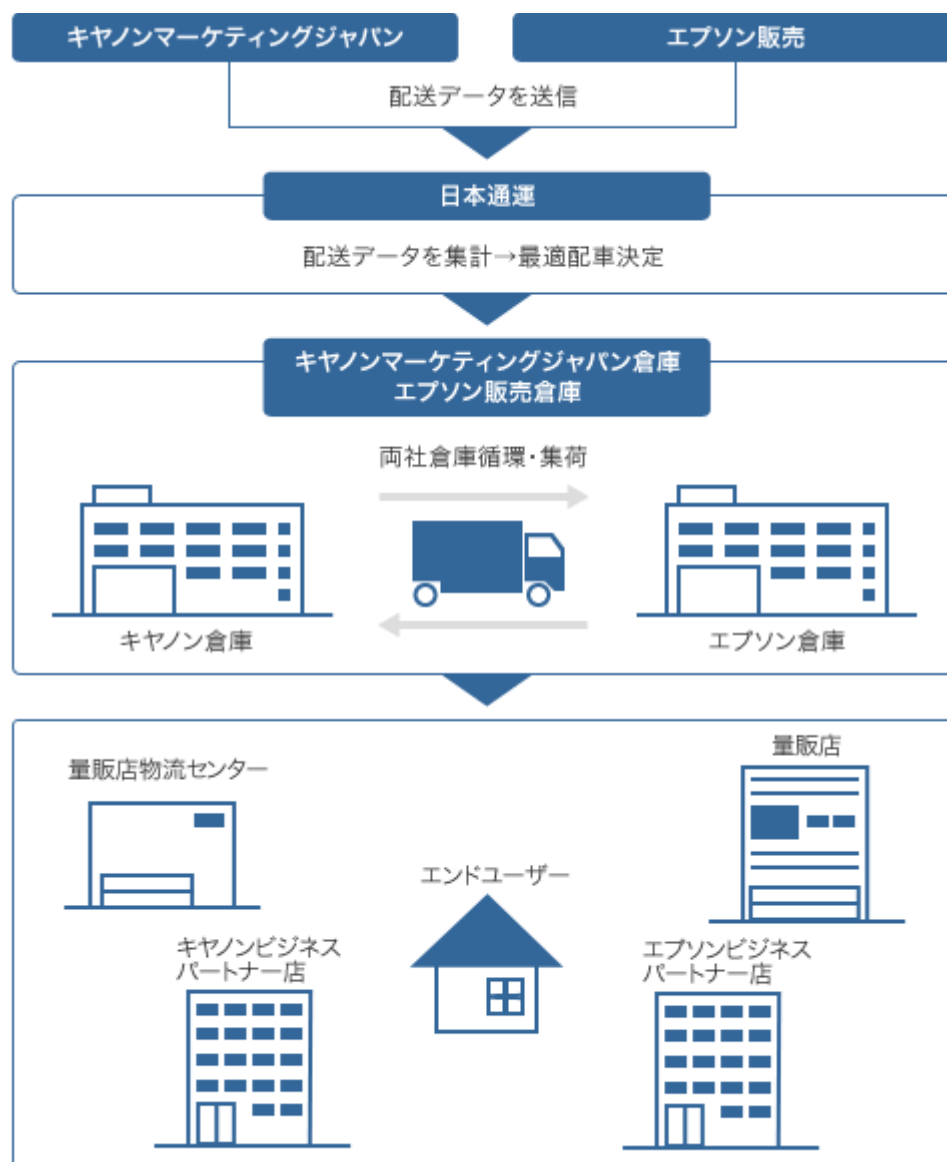 キヤノンマーケティングジャパン
エプソン販売
配送データを送信
日本通運
配送データを集計→最適配車決定
キヤノンマーケティングジャパン倉庫
エプソン販売倉庫
両社倉庫循環・集荷
キヤノン倉庫
エプソン倉庫
量販店物流センター
量販店
エンドユーザー
キヤノンビジネス
パートナー店
エプソンビジネス
パートナー店